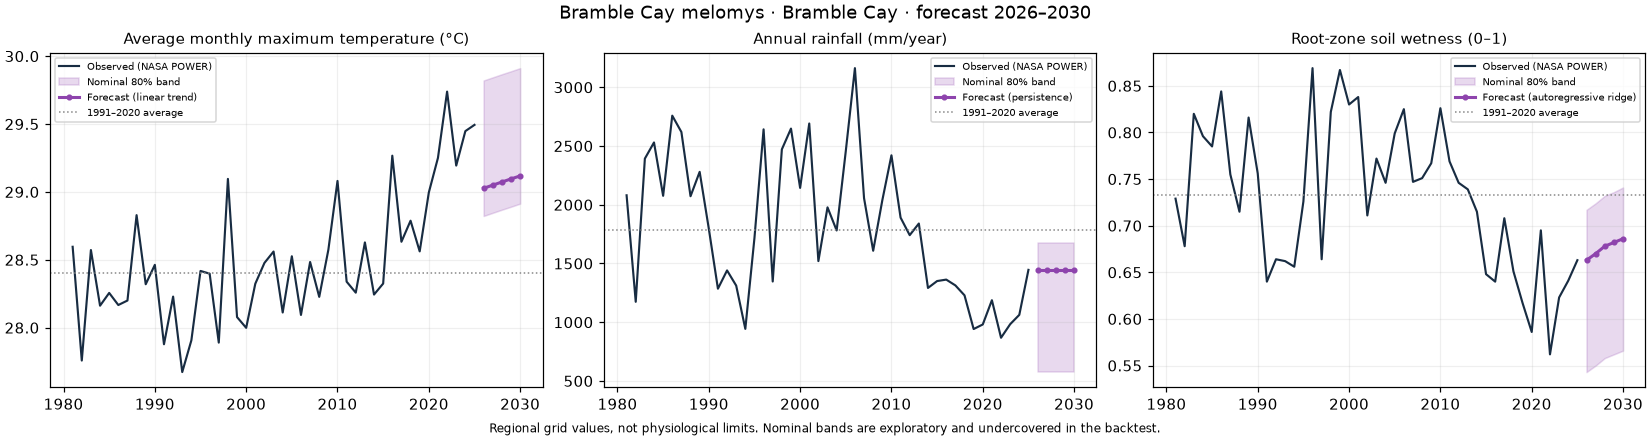 Bramble Cay melomys · Bramble Cay · forecast 2026–2030
Average monthly maximum temperature (°C)
30.0
29.5
29.0
28.5
28.0
1980 1990 2000 2010 2020 2030
Observed (NASA POWER)
Nominal 80% band
Forecast (linear trend)
1991–2020 average
Annual rainfall (mm/year)
3000
2500
2000
1500
1000
500
1980 1990 2000 2010 2020 2030
Observed (NASA POWER)
Nominal 80% band
Forecast (persistence)
1991–2020 average
Root-zone soil wetness (0–1)
0.85
0.80
0.75
0.70
0.65
0.60
0.55
1980 1990 2000 2010 2020 2030
Observed (NASA POWER)
Nominal 80% band
Forecast (autoregressive ridge)
1991–2020 average
Regional grid values, not physiological limits. Nominal bands are exploratory and undercovered in the backtest.